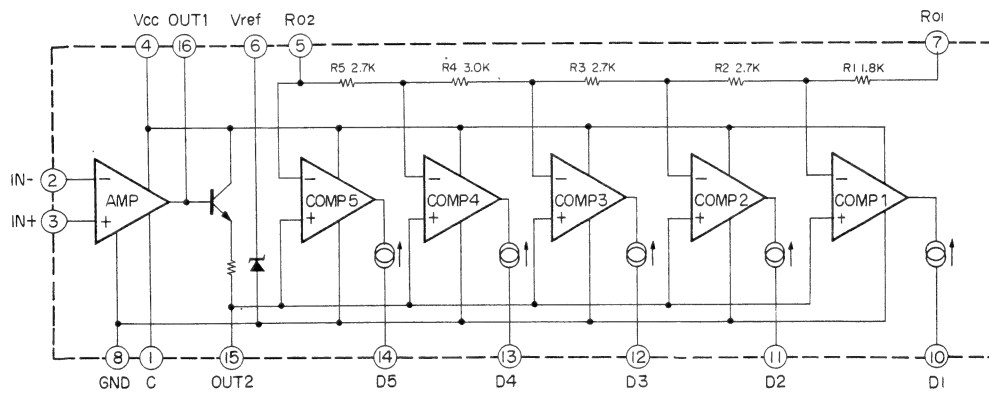 Vcc OUT1 Vref RO2 RO1
4 16 6 5 7
R5 2.7K R4 3.0K R3 2.7K R2 2.7K R1 1.8K
IN- 2
IN+ 3
- + AMP
- + COMP5
- + COMP4
- + COMP3
- + COMP2
- + COMP1
8 1 15 14 13 12 11 10
GND C OUT2 D5 D4 D3 D2 D1